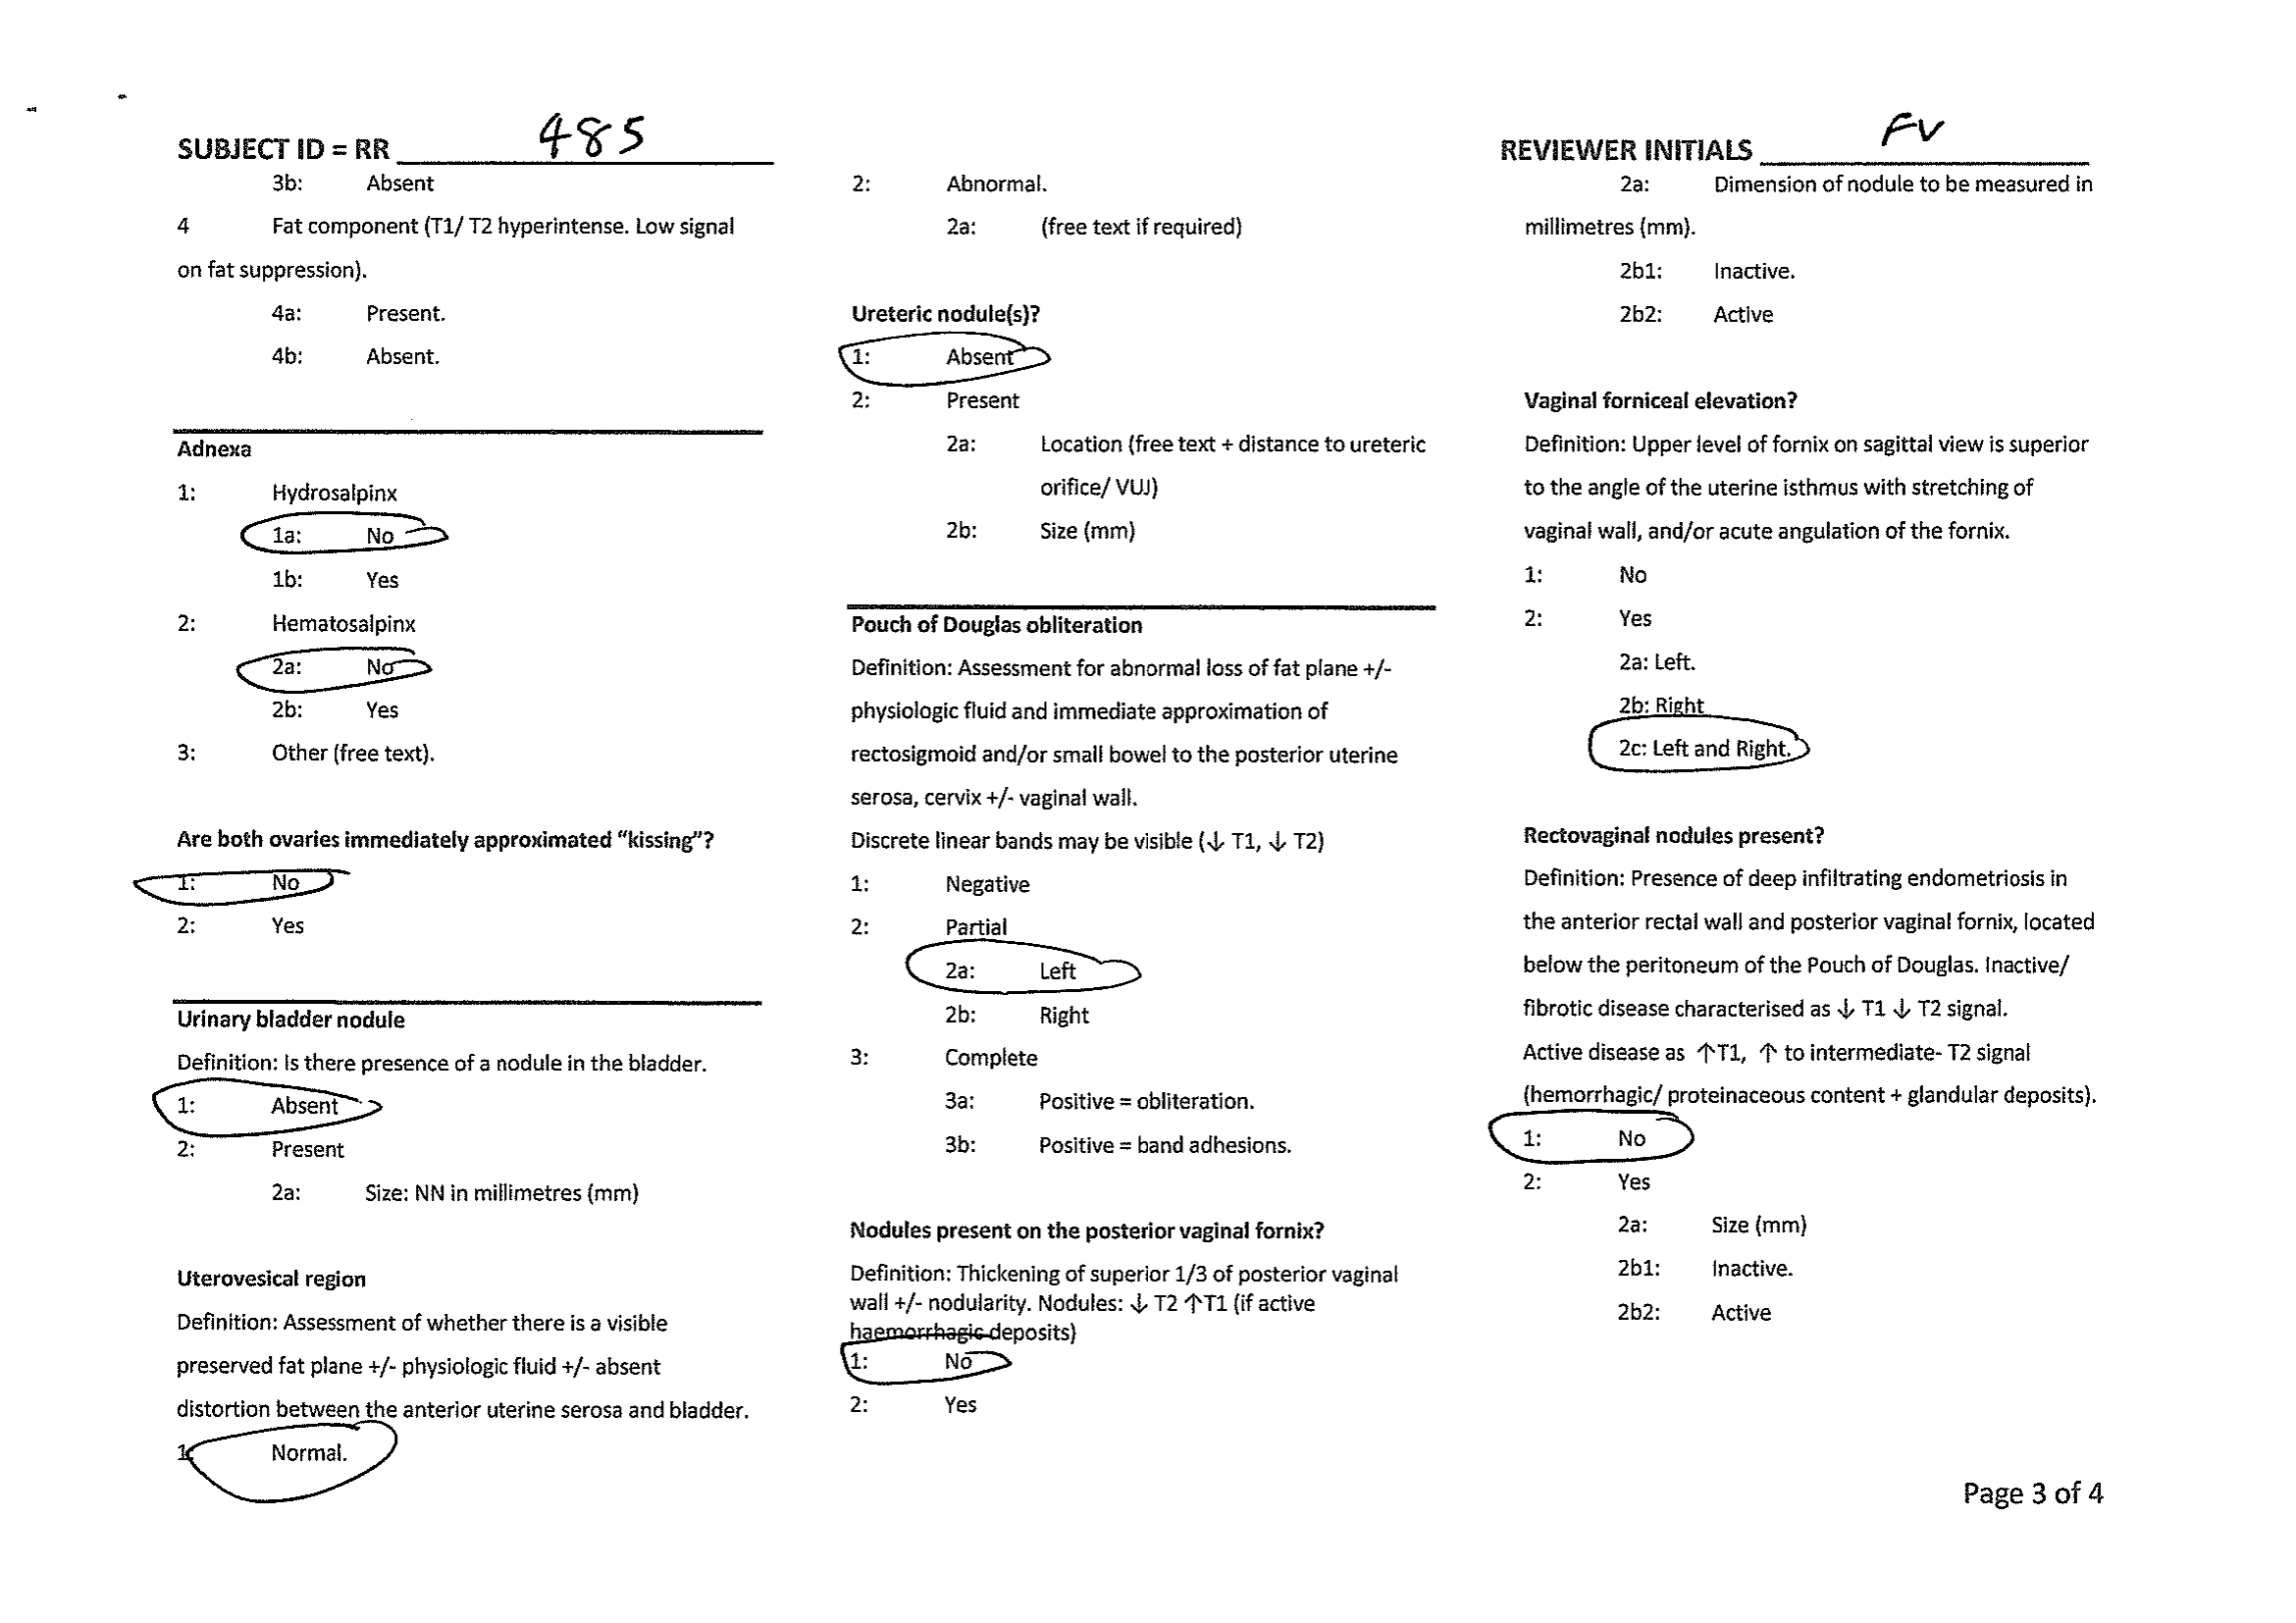 SUBJECT ID = RR 485
REVIEWER INITIALS FV
3b: Absent
4 Fat component (T1/ T2 hyperintense. Low signal
on fat suppression).
4a: Present.
4b: Absent.
Adnexa
1: Hydrosalpinx
1a: No
1b: Yes
2: Hematosalpinx
2a: No
2b: Yes
3: Other (free text).
Are both ovaries immediately approximated “kissing”?
1: No
2: Yes
Urinary bladder nodule
Definition: Is there presence of a nodule in the bladder.
1: Absent
2: Present
2a: Size: NN in millimetres (mm)
Uterovesical region
Definition: Assessment of whether there is a visible
preserved fat plane +/- physiologic fluid +/- absent
distortion between the anterior uterine serosa and bladder.
1: Normal.
2: Abnormal.
2a: (free text if required)
Ureteric nodule(s)?
1: Absent
2: Present
2a: Location (free text + distance to ureteric
orifice/ VUJ)
2b: Size (mm)
Pouch of Douglas obliteration
Definition: Assessment for abnormal loss of fat plane +/-
physiologic fluid and immediate approximation of
rectosigmoid and/or small bowel to the posterior uterine
serosa, cervix +/- vaginal wall.
Discrete linear bands may be visible (↓ T1, ↓ T2)
1: Negative
2: Partial
2a: Left
2b: Right
3: Complete
3a: Positive = obliteration.
3b: Positive = band adhesions.
Nodules present on the posterior vaginal fornix?
Definition: Thickening of superior 1/3 of posterior vaginal
wall +/- nodularity. Nodules: ↓ T2 ↑T1 (if active
haemorrhagic deposits)
1: No
2: Yes
2a: Dimension of nodule to be measured in
millimetres (mm).
2b1: Inactive.
2b2: Active
Vaginal forniceal elevation?
Definition: Upper level of fornix on sagittal view is superior
to the angle of the uterine isthmus with stretching of
vaginal wall, and/or acute angulation of the fornix.
1: No
2: Yes
2a: Left.
2b: Right
2c: Left and Right.
Rectovaginal nodules present?
Definition: Presence of deep infiltrating endometriosis in
the anterior rectal wall and posterior vaginal fornix, located
below the peritoneum of the Pouch of Douglas. Inactive/
fibrotic disease characterised as ↓ T1 ↓ T2 signal.
Active disease as ↑T1, ↑ to intermediate- T2 signal
(hemorrhagic/ proteinaceous content + glandular deposits).
1: No
2: Yes
2a: Size (mm)
2b1: Inactive.
2b2: Active
Page 3 of 4